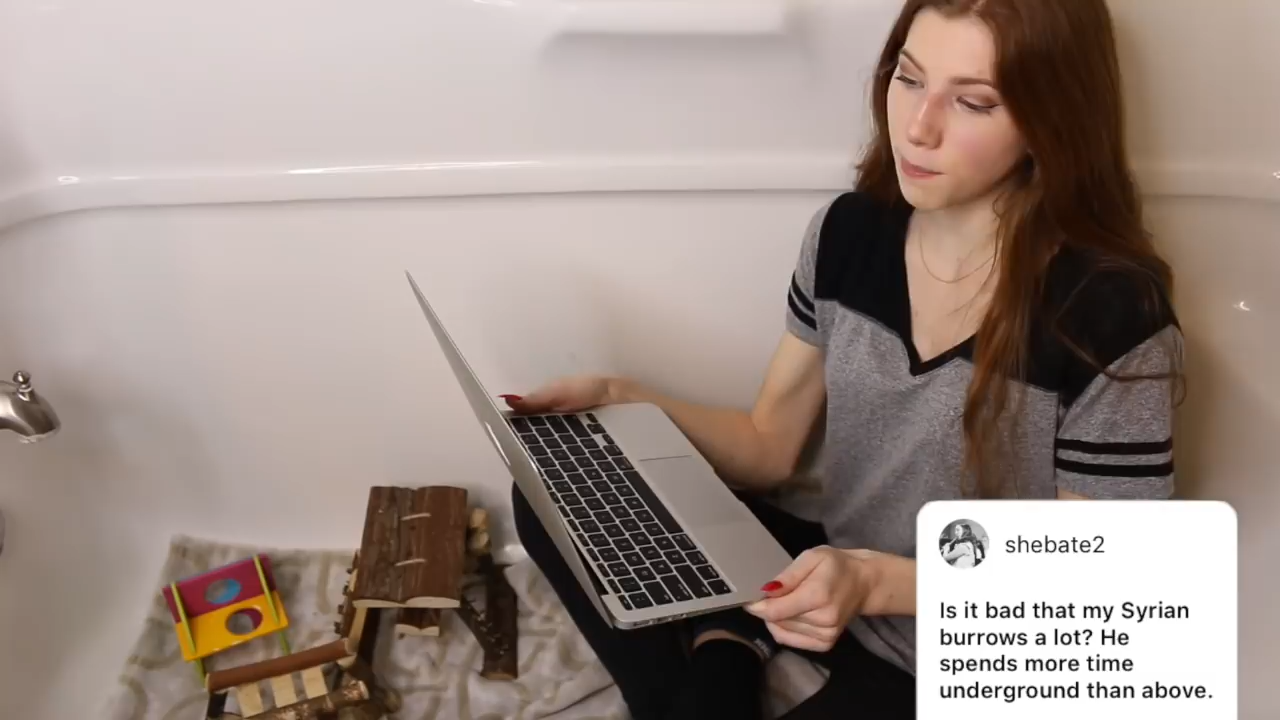 shebate2
Is it bad that my Syrian
burrows a lot? He
spends more time
underground than above.